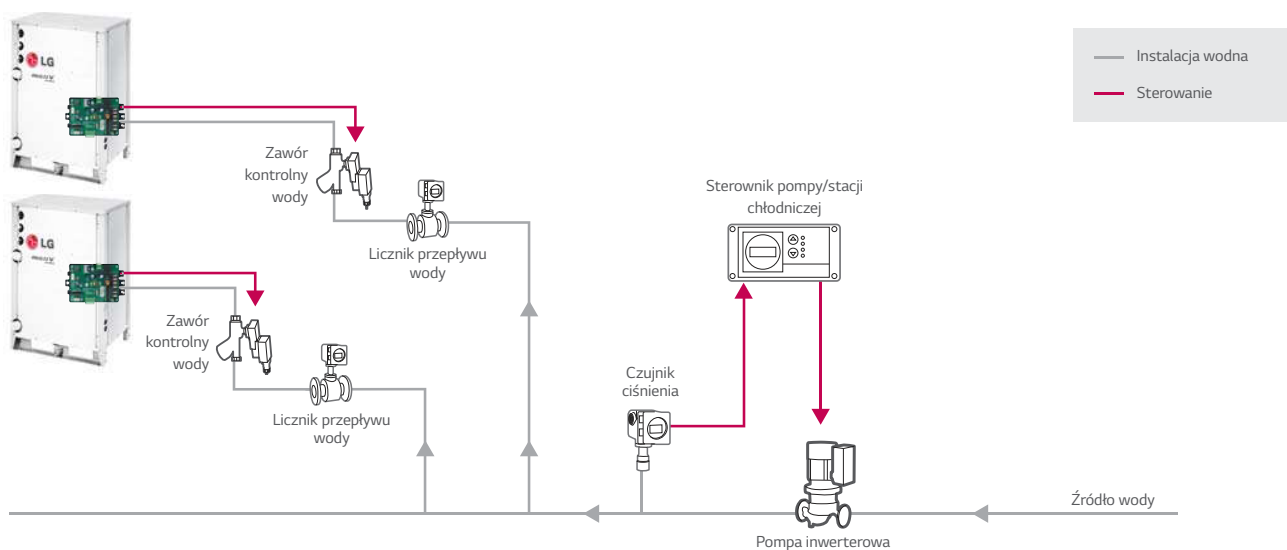 LG
Instalacja wodna
Sterowanie
Zawór
kontrolny
wody
Sterownik pompy/stacji
chłodniczej
Licznik przepływu
wody
LG
Zawór
kontrolny
wody
Czujnik
ciśnienia
Licznik przepływu
wody
Źródło wody
Pompa inwerterowa